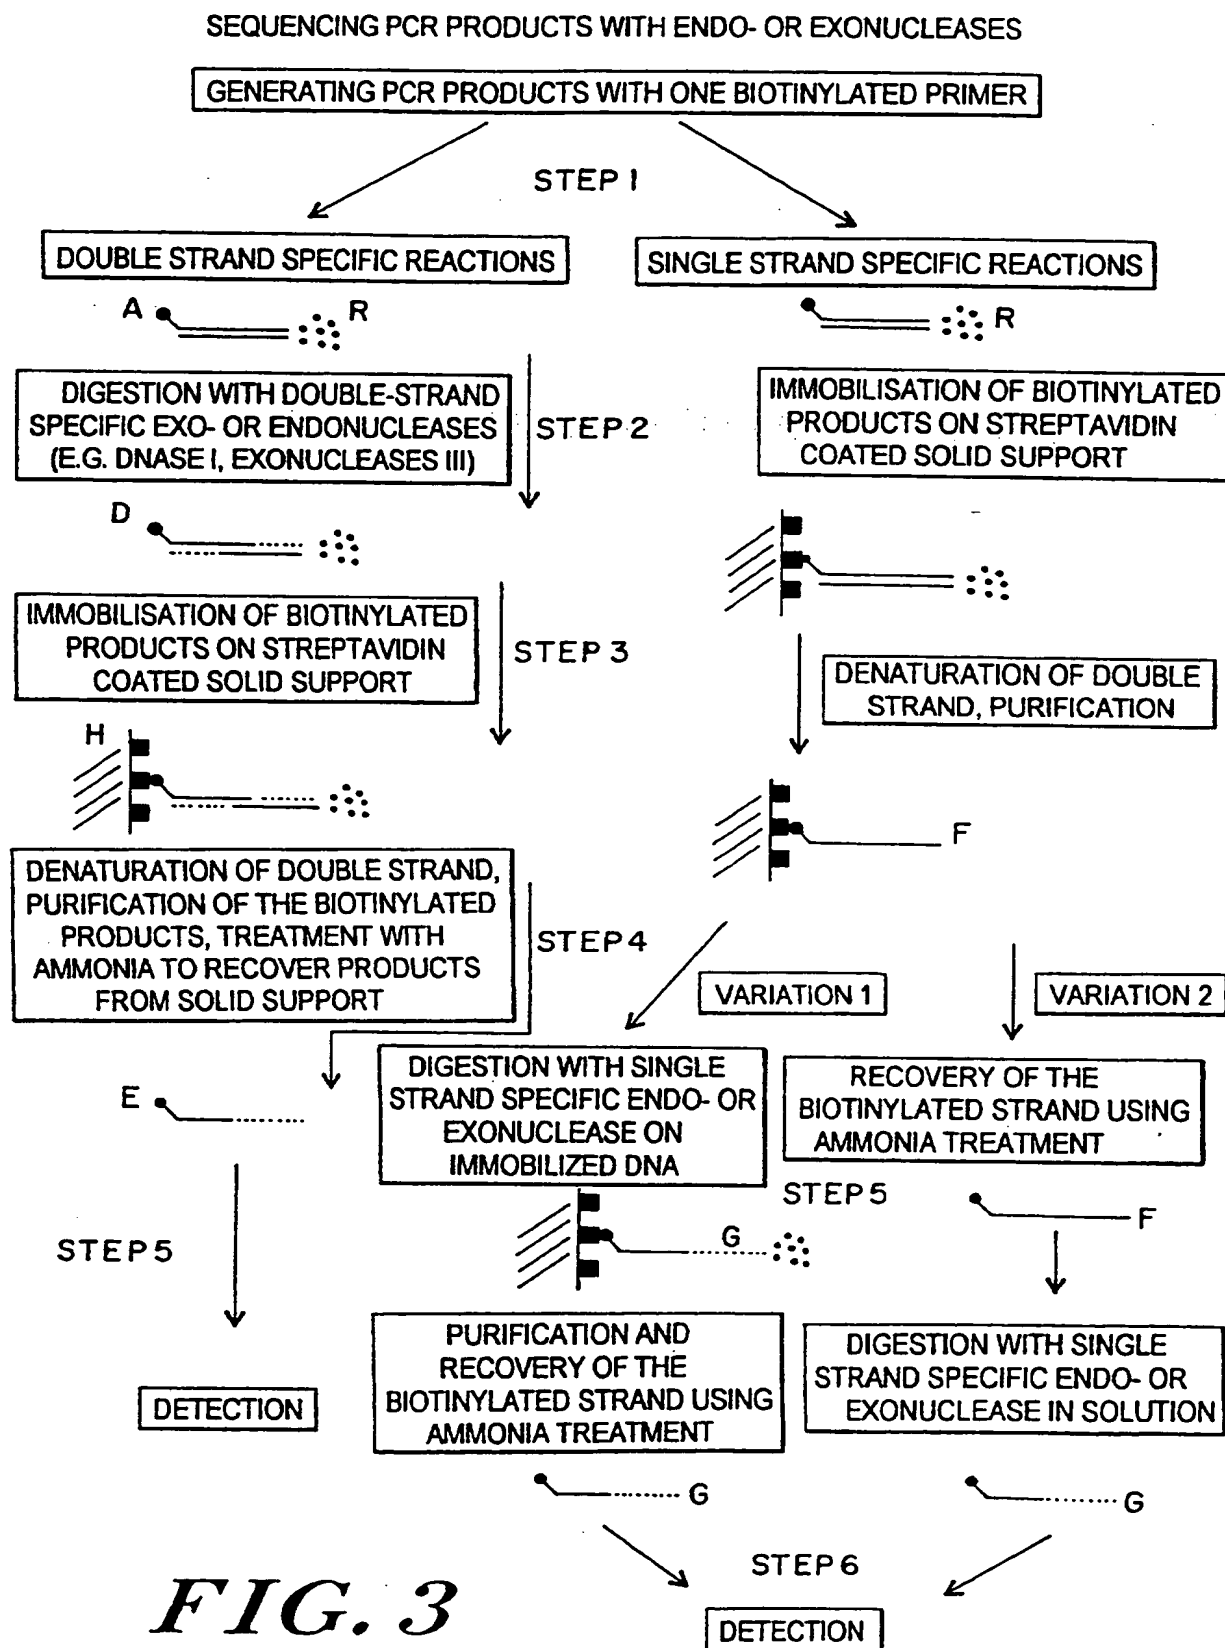 SEQUENCING PCR PRODUCTS WITH ENDO- OR EXONUCLEASES
GENERATING PCR PRODUCTS WITH ONE BIOTINYLATED PRIMER
STEP 1
DOUBLE STRAND SPECIFIC REACTIONS
SINGLE STRAND SPECIFIC REACTIONS
A
R
R
DIGESTION WITH DOUBLE-STRAND
SPECIFIC EXO- OR ENDONUCLEASES
(E.G. DNASE I, EXONUCLEASES III)
STEP 2
IMMOBILISATION OF BIOTINYLATED
PRODUCTS ON STREPTAVIDIN
COATED SOLID SUPPORT
D
IMMOBILISATION OF BIOTINYLATED
PRODUCTS ON STREPTAVIDIN
COATED SOLID SUPPORT
STEP 3
DENATURATION OF DOUBLE
STRAND, PURIFICATION
H
F
DENATURATION OF DOUBLE STRAND,
PURIFICATION OF THE BIOTINYLATED
PRODUCTS, TREATMENT WITH
AMMONIA TO RECOVER PRODUCTS
FROM SOLID SUPPORT
STEP 4
VARIATION 1
VARIATION 2
E
DIGESTION WITH SINGLE
STRAND SPECIFIC ENDO- OR
EXONUCLEASE ON
IMMOBILIZED DNA
RECOVERY OF THE
BIOTINYLATED STRAND USING
AMMONIA TREATMENT
STEP 5
STEP 5
G
F
PURIFICATION AND
RECOVERY OF THE
BIOTINYLATED STRAND USING
AMMONIA TREATMENT
DIGESTION WITH SINGLE
STRAND SPECIFIC ENDO- OR
EXONUCLEASE IN SOLUTION
DETECTION
G
G
STEP 6
DETECTION
FIG. 3